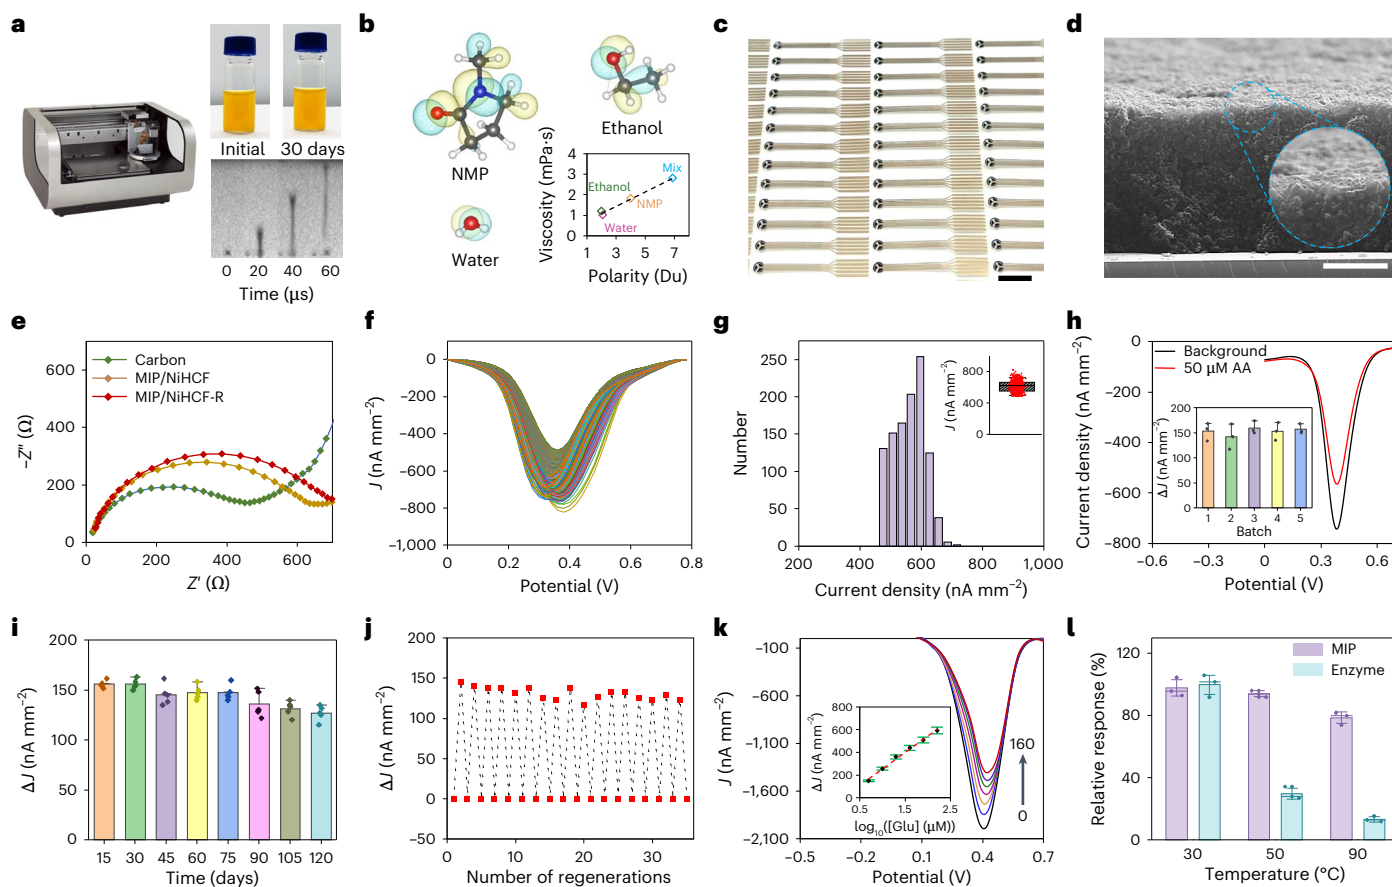 a
Initial
30 days
0
20
40
60
Time (μs)
b
NMP
Ethanol
Water
Viscosity (mPa·s)
4
3
2
1
0
Ethanol
Water
NMP
Mix
1
3
5
7
Polarity (Du)
c
d
e
−Z″ (Ω)
600
400
200
0
Carbon
MIP/NiHCF
MIP/NiHCF-R
0
200
400
600
Z′ (Ω)
f
J (nA mm−2)
0
−200
−400
−600
−800
−1,000
0
0.2
0.4
0.6
0.8
Potential (V)
g
Number
250
200
150
100
50
0
200
400
600
800
1,000
Current density (nA mm−2)
J (nA mm−2)
800
400
0
h
Current density (nA mm−2)
0
−200
−400
−600
−800
Background
50 μM AA
ΔJ (nA mm−2)
150
100
50
0
1
2
3
4
5
Batch
−0.6
−0.3
0
0.3
0.6
Potential (V)
i
ΔJ (nA mm−2)
200
150
100
50
0
15
30
45
60
75
90
105
120
Time (days)
j
ΔJ (nA mm−2)
200
150
100
50
0
−50
0
10
20
30
Number of regenerations
k
J (nA mm−2)
−100
−600
−1,100
−1,600
−2,100
ΔJ (nA mm−2)
800
600
400
200
0
0.5
1.5
2.5
log10([Glu] (μM))
160
0
−0.5
−0.2
0.1
0.4
0.7
Potential (V)
l
Relative response (%)
120
80
40
0
MIP
Enzyme
30
50
90
Temperature (°C)